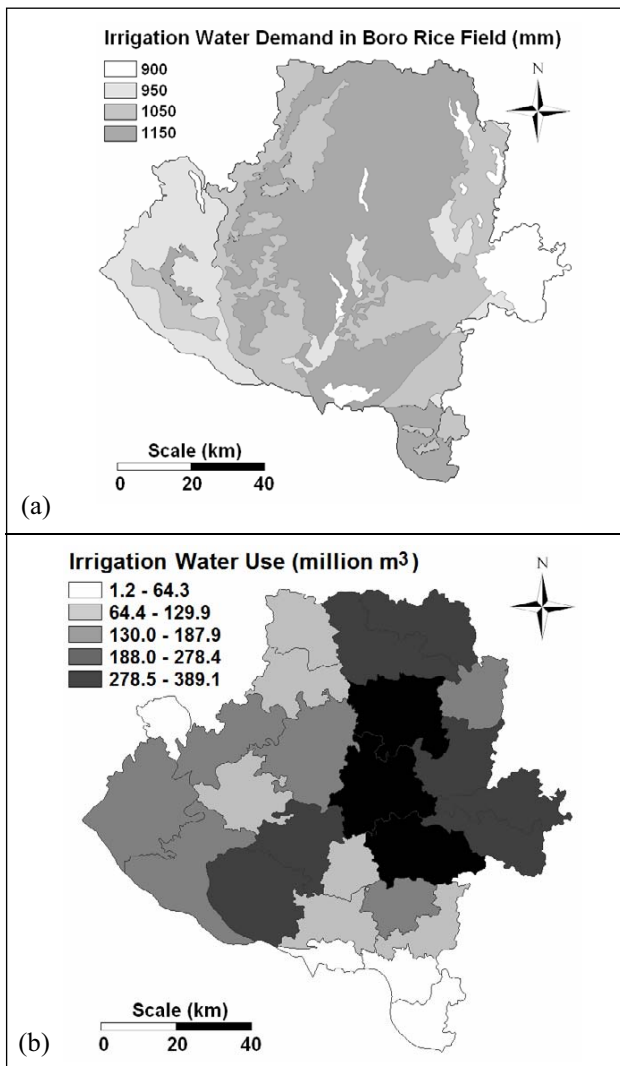 Irrigation Water Demand in Boro Rice Field (mm)
900
950
1050
1150
N
Scale (km)
0 20 40
(a)
Irrigation Water Use (million m³)
1.2 - 64.3
64.4 - 129.9
130.0 - 187.9
188.0 - 278.4
278.5 - 389.1
N
Scale (km)
0 20 40
(b)